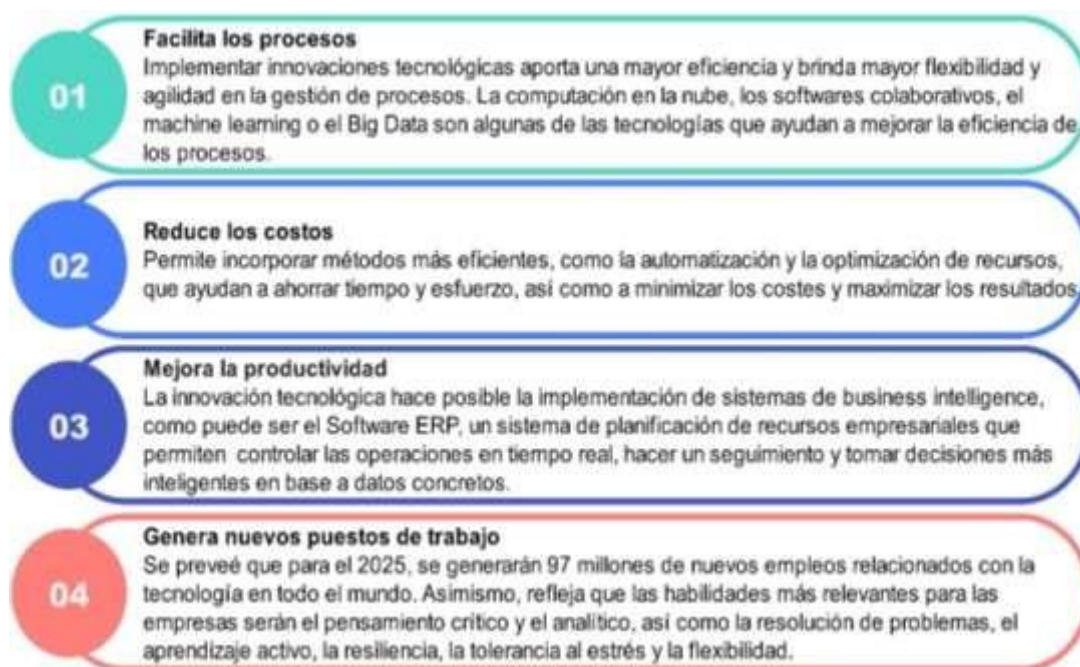 01
Facilita los procesos
Implementar innovaciones tecnológicas aporta una mayor eficiencia y brinda mayor flexibilidad y
agilidad en la gestión de procesos. La computación en la nube, los softwares colaborativos, el
machine learning o el Big Data son algunas de las tecnologías que ayudan a mejorar la eficiencia de
los procesos.
02
Reduce los costos
Permite incorporar métodos más eficientes, como la automatización y la optimización de recursos,
que ayudan a ahorrar tiempo y esfuerzo, así como a minimizar los costes y maximizar los resultados
03
Mejora la productividad
La innovación tecnológica hace posible la implementación de sistemas de business intelligence,
como puede ser el Software ERP, un sistema de planificación de recursos empresariales que
permiten controlar las operaciones en tiempo real, hacer un seguimiento y tomar decisiones más
inteligentes en base a datos concretos.
04
Genera nuevos puestos de trabajo
Se preveé que para el 2025, se generarán 97 millones de nuevos empleos relacionados con la
tecnología en todo el mundo. Asimismo, refleja que las habilidades más relevantes para las
empresas serán el pensamiento crítico y el analítico, así como la resolución de problemas, el
aprendizaje activo, la resiliencia, la tolerancia al estrés y la flexibilidad.